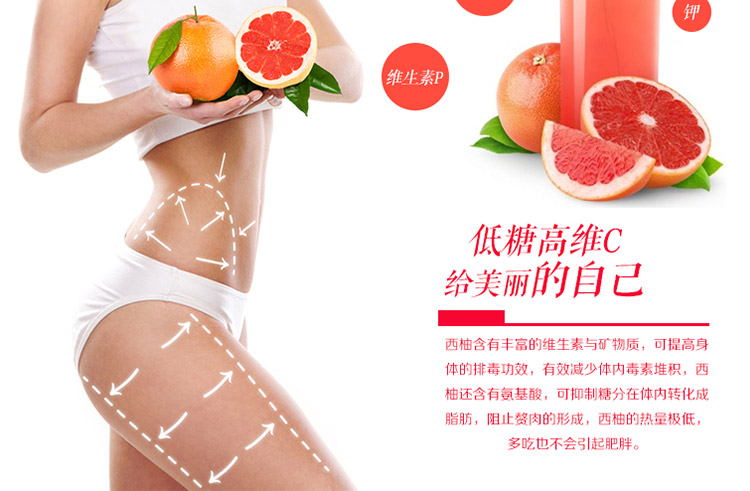 钾
维生素P
低糖高维C
给美丽的自己
西柚含有丰富的维生素与矿物质，可提高身
体的排毒功效，有效减少体内毒素堆积，西
柚还含有氨基酸，可抑制糖分在体内转化成
脂肪，阻止赘肉的形成，西柚的热量极低，
多吃也不会引起肥胖。